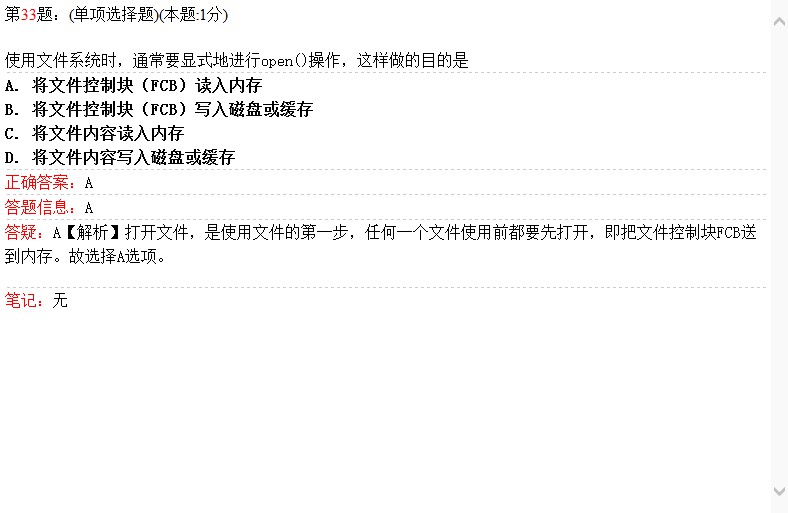 第33题：(单项选择题)(本题:1分)
使用文件系统时，通常要显式地进行open()操作，这样做的目的是
A. 将文件控制块（FCB）读入内存
B. 将文件控制块（FCB）写入磁盘或缓存
C. 将文件内容读入内存
D. 将文件内容写入磁盘或缓存
正确答案：A
答题信息：A
答疑：A【解析】打开文件，是使用文件的第一步，任何一个文件使用前都要先打开，即把文件控制块FCB送
到内存。故选择A选项。
笔记：无